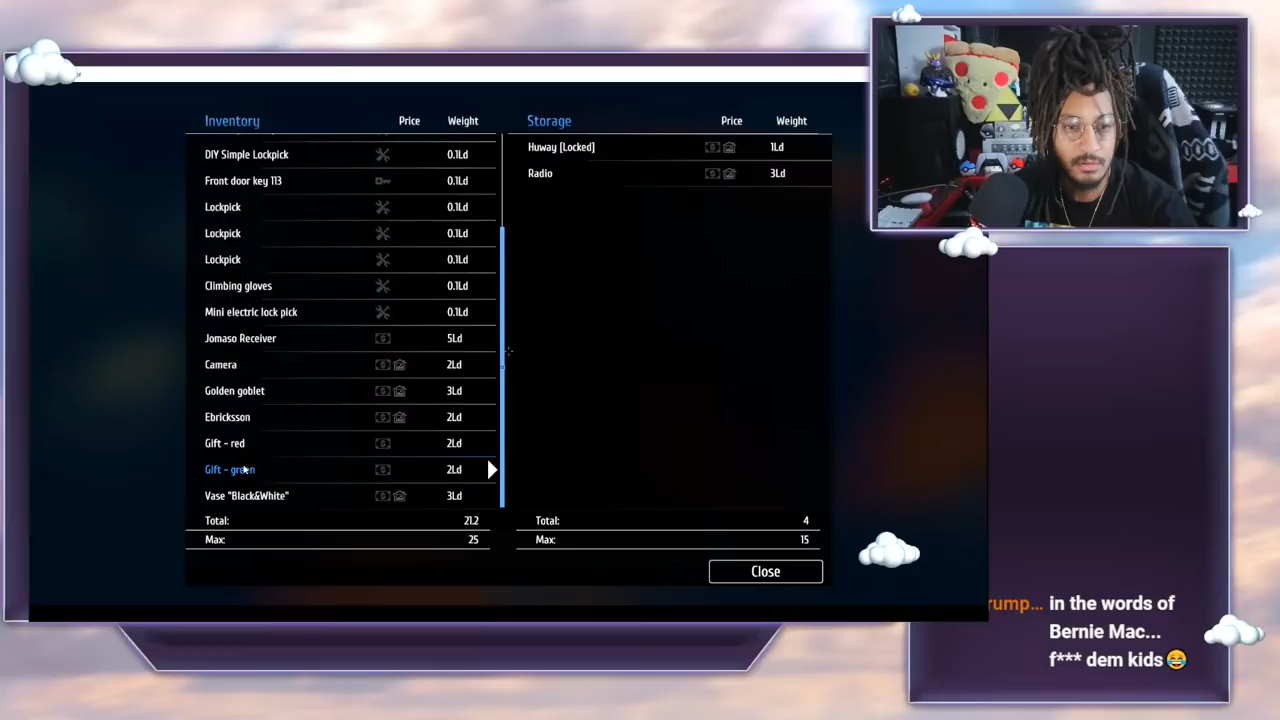 Inventory Price Weight
DIY Simple Lockpick 0.1Ld
Front door key 113 0.1Ld
Lockpick 0.1Ld
Lockpick 0.1Ld
Lockpick 0.1Ld
Climbing gloves 0.1Ld
Mini electric lock pick 0.1Ld
Jomaso Receiver 5Ld
Camera 2Ld
Golden goblet 3Ld
Ebricksson 2Ld
Gift - red 2Ld
Gift - green 2Ld
Vase "Black&White" 3Ld
Total: 21.2
Max: 25
Storage Price Weight
Huway [Locked] 1Ld
Radio 3Ld
Total: 4
Max: 15
Close
rump... in the words of
Bernie Mac...
f*** dem kids😂